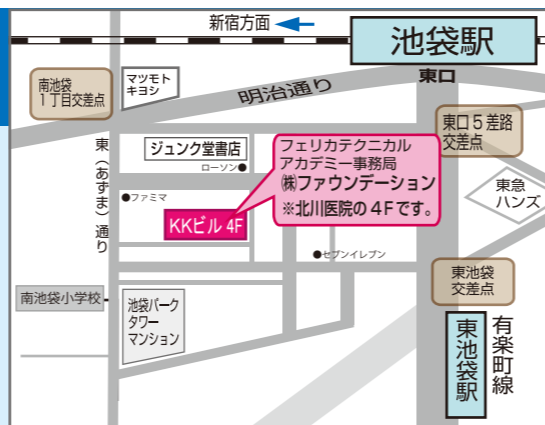 新宿方面
池袋駅
東口
南池袋
1丁目交差点
マツモト
キヨシ
明治通り
東口5差路
交差点
ジュンク堂書店
ローソン
フェリカテクニカル
アカデミー事務局
㈱ファウンデーション
※北川医院の4Fです。
東急
ハンズ
東(あずま)通り
ファミマ
KKビル 4F
セブンイレブン
東池袋
交差点
南池袋小学校
池袋パーク
タワー
マンション
東池袋駅
有楽町線